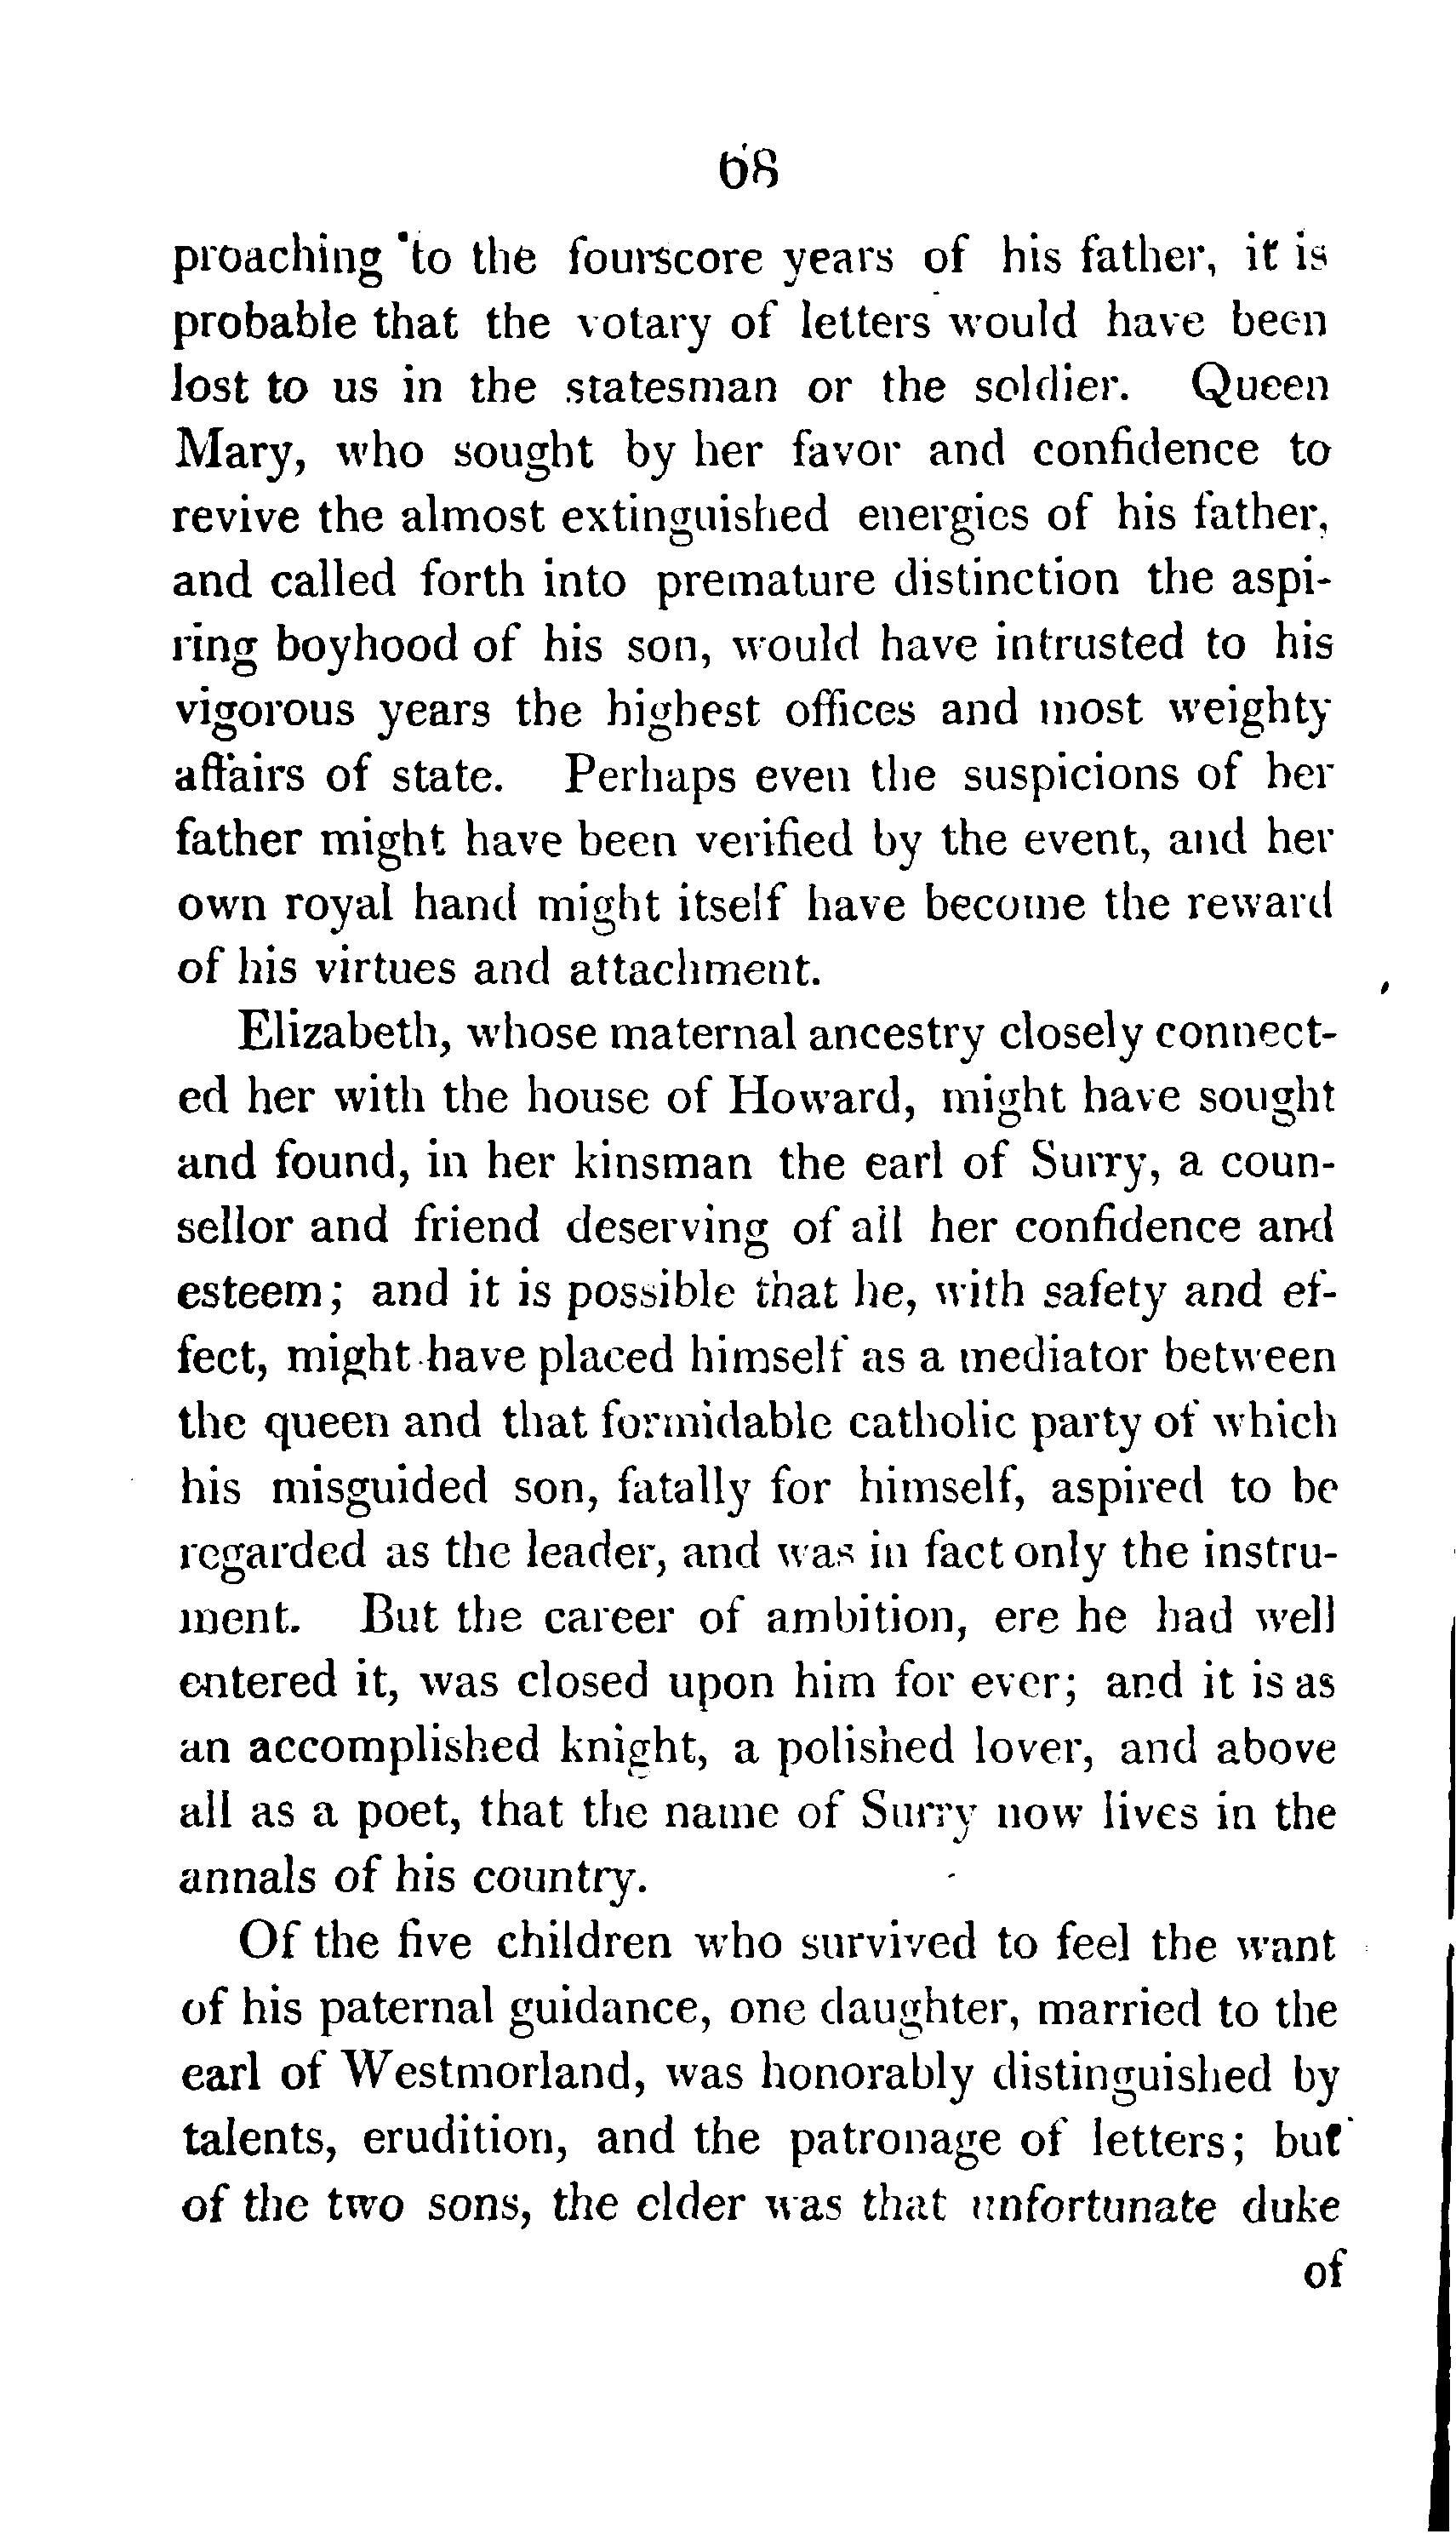 68
proaching to the fourscore years of his father, it is
probable that the votary of letters would have been
lost to us in the statesman or the soldier. Queen
Mary, who sought by her favor and confidence to
revive the almost extinguished energies of his father,
and called forth into premature distinction the aspi-
ring boyhood of his son, would have intrusted to his
vigorous years the highest offices and most weighty
affairs of state. Perhaps even the suspicions of her
father might have been verified by the event, and her
own royal hand might itself have become the reward
of his virtues and attachment.
Elizabeth, whose maternal ancestry closely connect-
ed her with the house of Howard, might have sought
and found, in her kinsman the earl of Surry, a coun-
sellor and friend deserving of all her confidence and
esteem; and it is possible that he, with safety and ef-
fect, might have placed himself as a mediator between
the queen and that formidable catholic party of which
his misguided son, fatally for himself, aspired to be
regarded as the leader, and was in fact only the instru-
ment. But the career of ambition, ere he had well
entered it, was closed upon him for ever; and it is as
an accomplished knight, a polished lover, and above
all as a poet, that the name of Surry now lives in the
annals of his country.
Of the five children who survived to feel the want
of his paternal guidance, one daughter, married to the
earl of Westmorland, was honorably distinguished by
talents, erudition, and the patronage of letters; but
of the two sons, the elder was that unfortunate duke
of